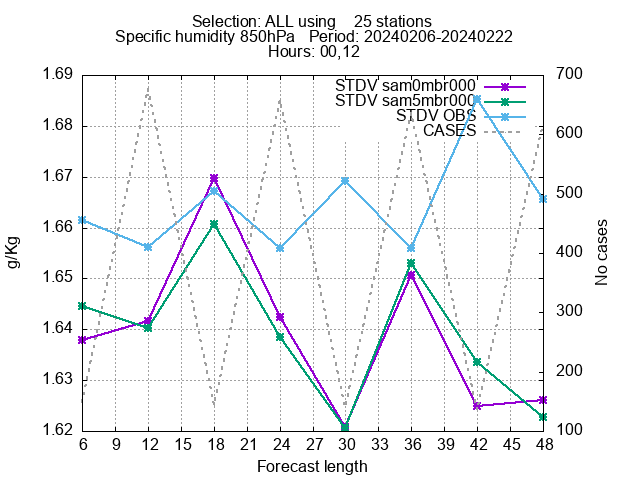 Selection: ALL using    25 stations
Specific humidity 850hPa   Period: 20240206-20240222
Hours: 00,12
STDV sam0mbr000
STDV sam5mbr000
STDV OBS
CASES
1.69
1.68
1.67
1.66
1.65
1.64
1.63
1.62
g/Kg
700
600
500
400
300
200
100
No cases
6 9 12 15 18 21 24 27 30 33 36 39 42 45 48
Forecast length